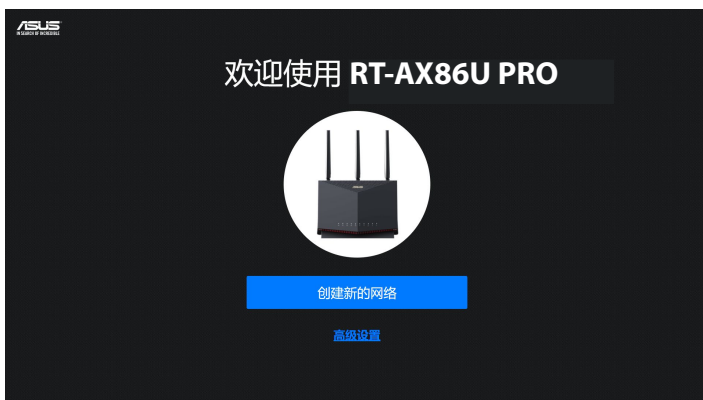 ASUS
IN SEARCH OF INCREDIBLE
欢迎使用 RT-AX86U PRO
创建新的网络
高级设置